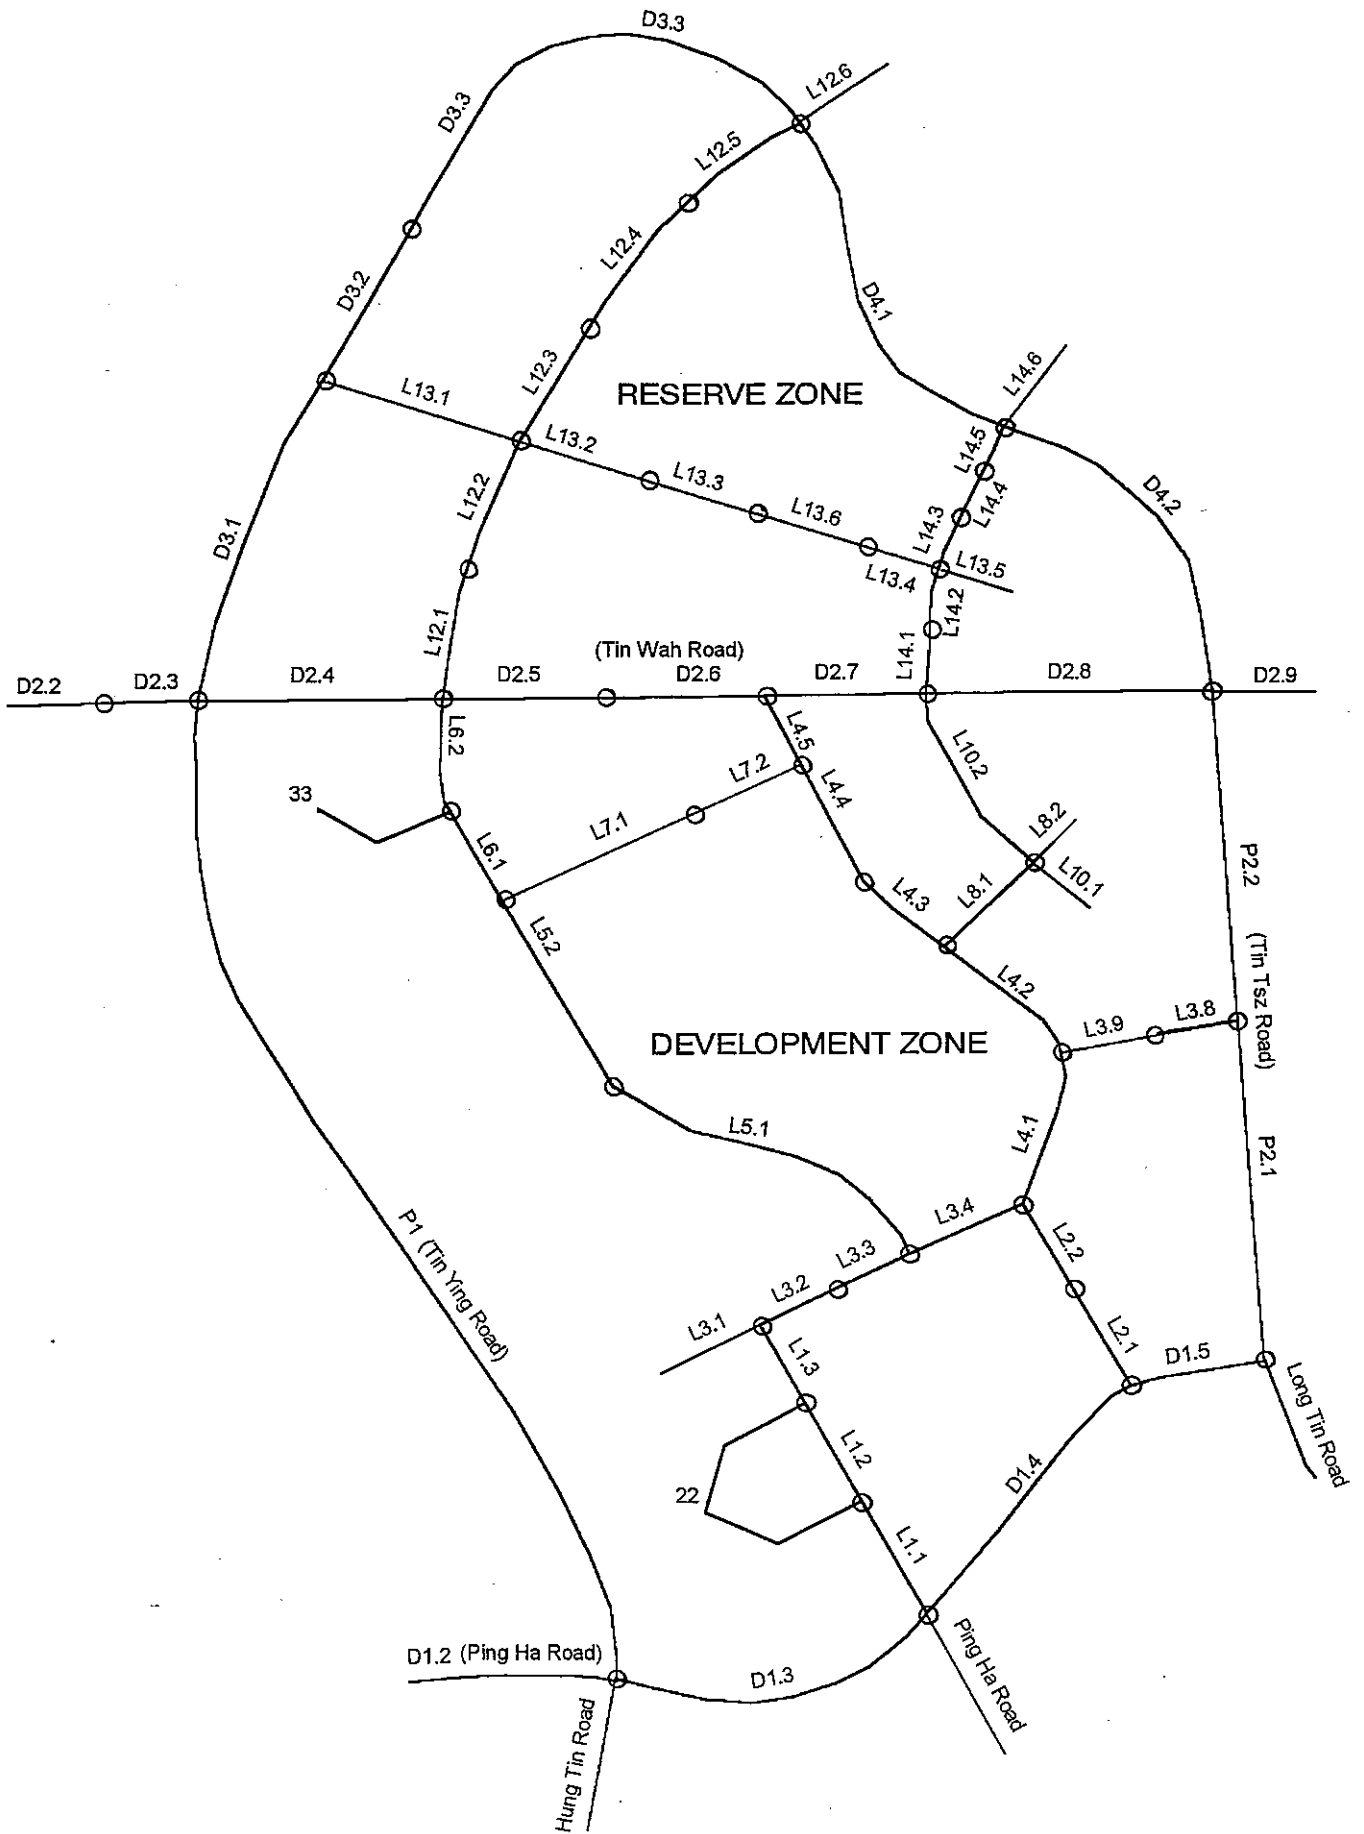 D3.3
L12.6
D3.3
L12.5
L12.4
D3.2
D4.1
L12.3
L14.6
L13.1
RESERVE ZONE
L13.2
L14.5
L13.3
L12.2
L14.4
D4.2
L13.6
L14.3
D3.1
L13.4
L13.5
L14.2
L12.1
(Tin Wah Road)
L14.1
D2.2
D2.3
D2.4
D2.5
D2.6
D2.7
D2.8
D2.9
L6.2
L4.5
L10.2
L7.2
L4.4
33
L7.1
L8.2
P2.2
L6.1
L10.1
L8.1
L4.3
L5.2
(Tin Tsz Road)
L4.2
L3.8
L3.9
DEVELOPMENT ZONE
L5.1
L4.1
P2.1
L3.4
L2.2
P1 (Tin Ying Road)
L3.3
L3.2
L3.1
L2.1
L1.3
D1.5
Long Tin Road
L1.2
D1.4
22
L1.1
D1.2 (Ping Ha Road)
D1.3
Ping Ha Road
Hung Tin Road